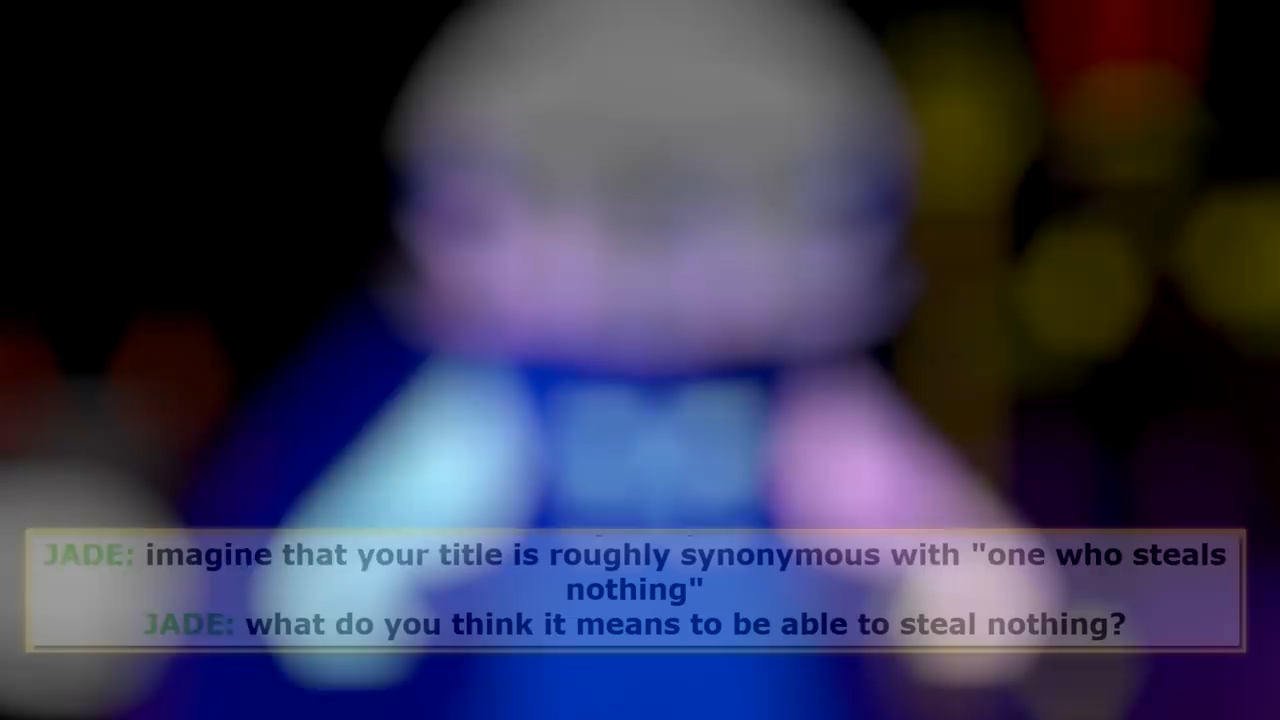 JADE: imagine that your title is roughly synonymous with "one who steals
nothing"
JADE: what do you think it means to be able to steal nothing?